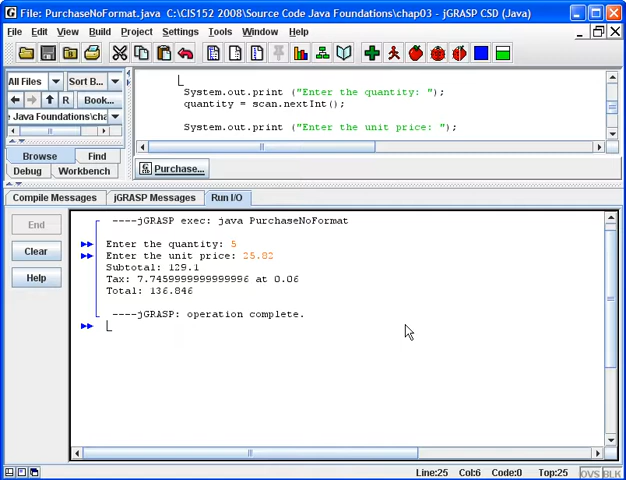 File: PurchaseNoFormat.java C:\CIS152 2008\Source Code Java Foundations\chap03 - jGRASP CSD (Java)
File Edit View Build Project Settings Tools Window Help
All Files Sort B...
R Book...
e Java Foundations\cha
Browse Find
Debug Workbench
System.out.print ("Enter the quantity: ");
quantity = scan.nextInt();
System.out.print ("Enter the unit price: ");
Purchase...
Compile Messages jGRASP Messages Run I/O
End
Clear
Help
----jGRASP exec: java PurchaseNoFormat
Enter the quantity: 5
Enter the unit price: 25.82
Subtotal: 129.1
Tax: 7.7459999999999996 at 0.06
Total: 136.846
----jGRASP: operation complete.
Line:25 Col:6 Code:0 Top:25 OVS BLK